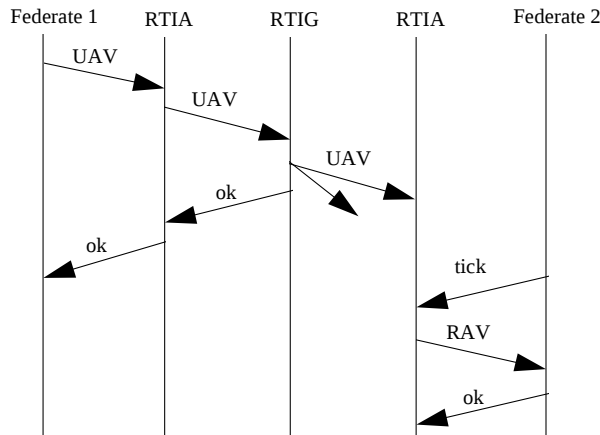 Federate 1 RTIA RTIG RTIA Federate 2
UAV
UAV
UAV
ok
ok
tick
RAV
ok